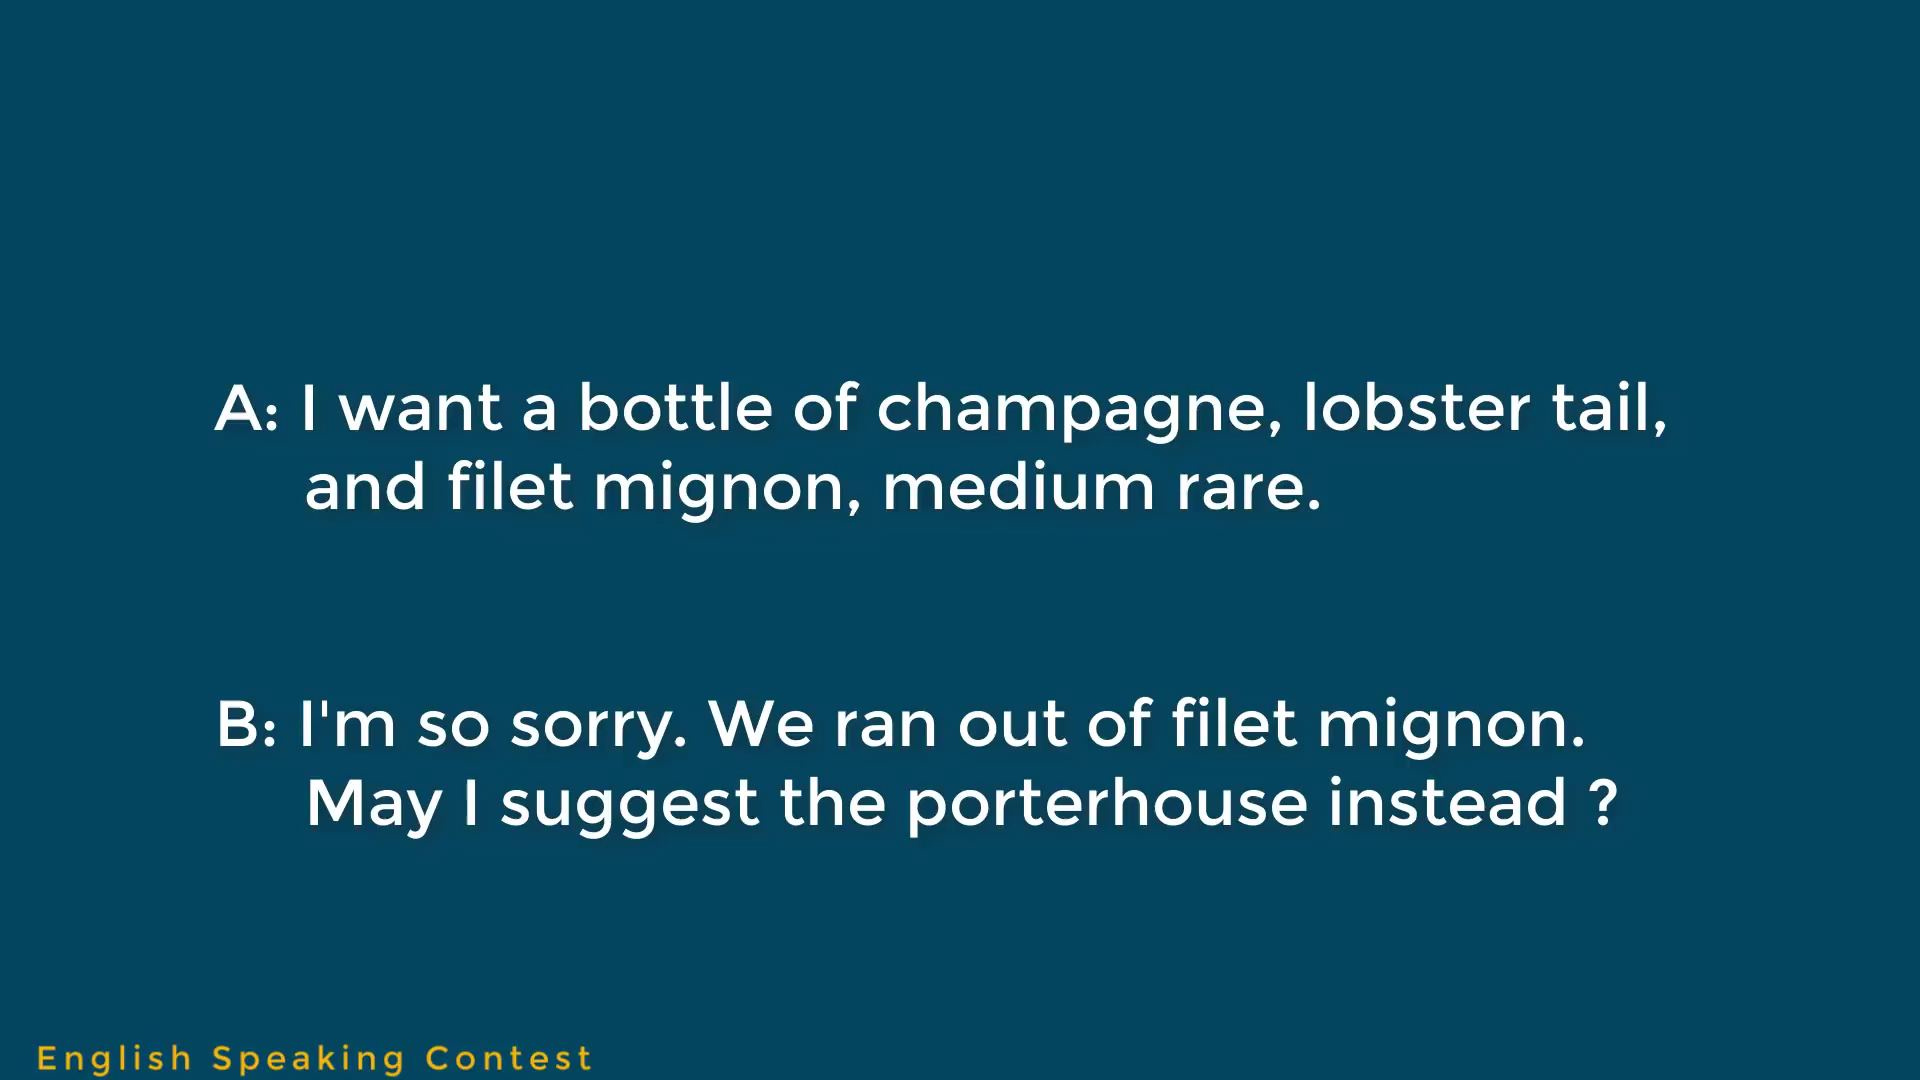 A: I want a bottle of champagne, lobster tail,
and filet mignon, medium rare.
B: I'm so sorry. We ran out of filet mignon.
May I suggest the porterhouse instead ?
English Speaking Contest